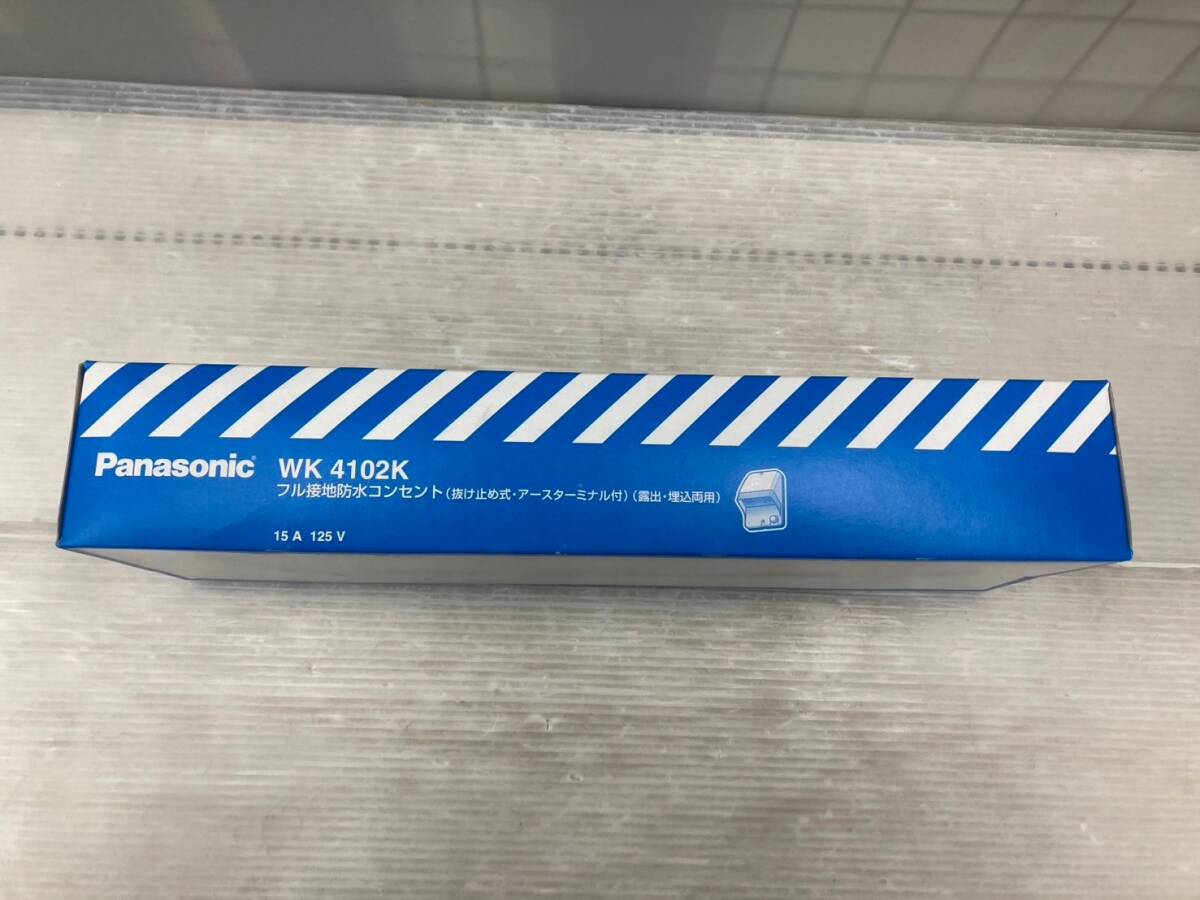 Panasonic WK 4102K
フル接地防水コンセント(抜け止め式・アースターミナル付)(露出・埋込両用)
15 A 125 V